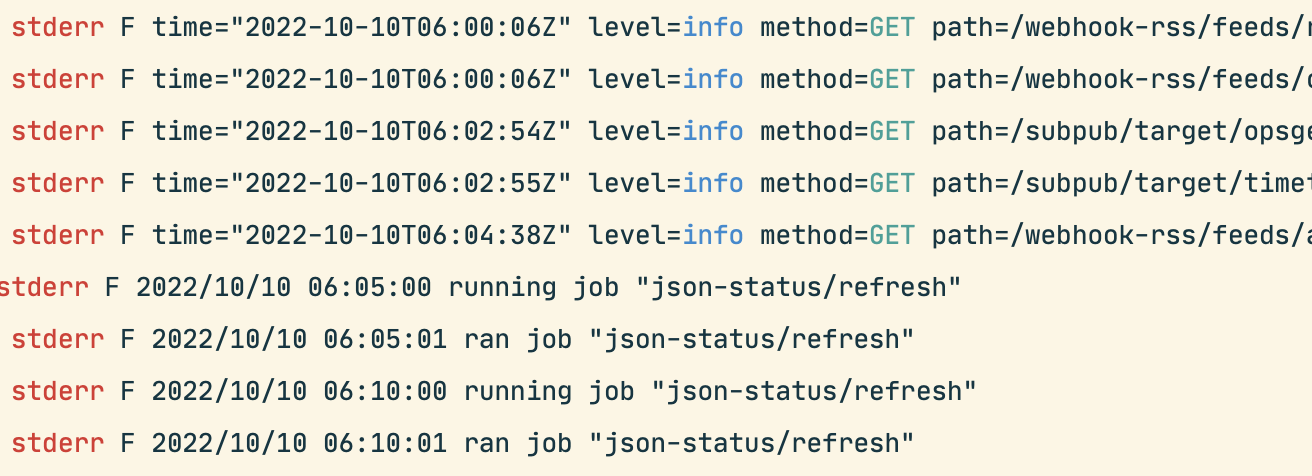 stderr F time="2022-10-10T06:00:06Z" level=info method=GET path=/webhook-rss/feeds/
stderr F time="2022-10-10T06:00:06Z" level=info method=GET path=/webhook-rss/feeds/
stderr F time="2022-10-10T06:02:54Z" level=info method=GET path=/subpub/target/opsge
stderr F time="2022-10-10T06:02:55Z" level=info method=GET path=/subpub/target/time
stderr F time="2022-10-10T06:04:38Z" level=info method=GET path=/webhook-rss/feeds/a
stderr F 2022/10/10 06:05:00 running job "json-status/refresh"
stderr F 2022/10/10 06:05:01 ran job "json-status/refresh"
stderr F 2022/10/10 06:10:00 running job "json-status/refresh"
stderr F 2022/10/10 06:10:01 ran job "json-status/refresh"